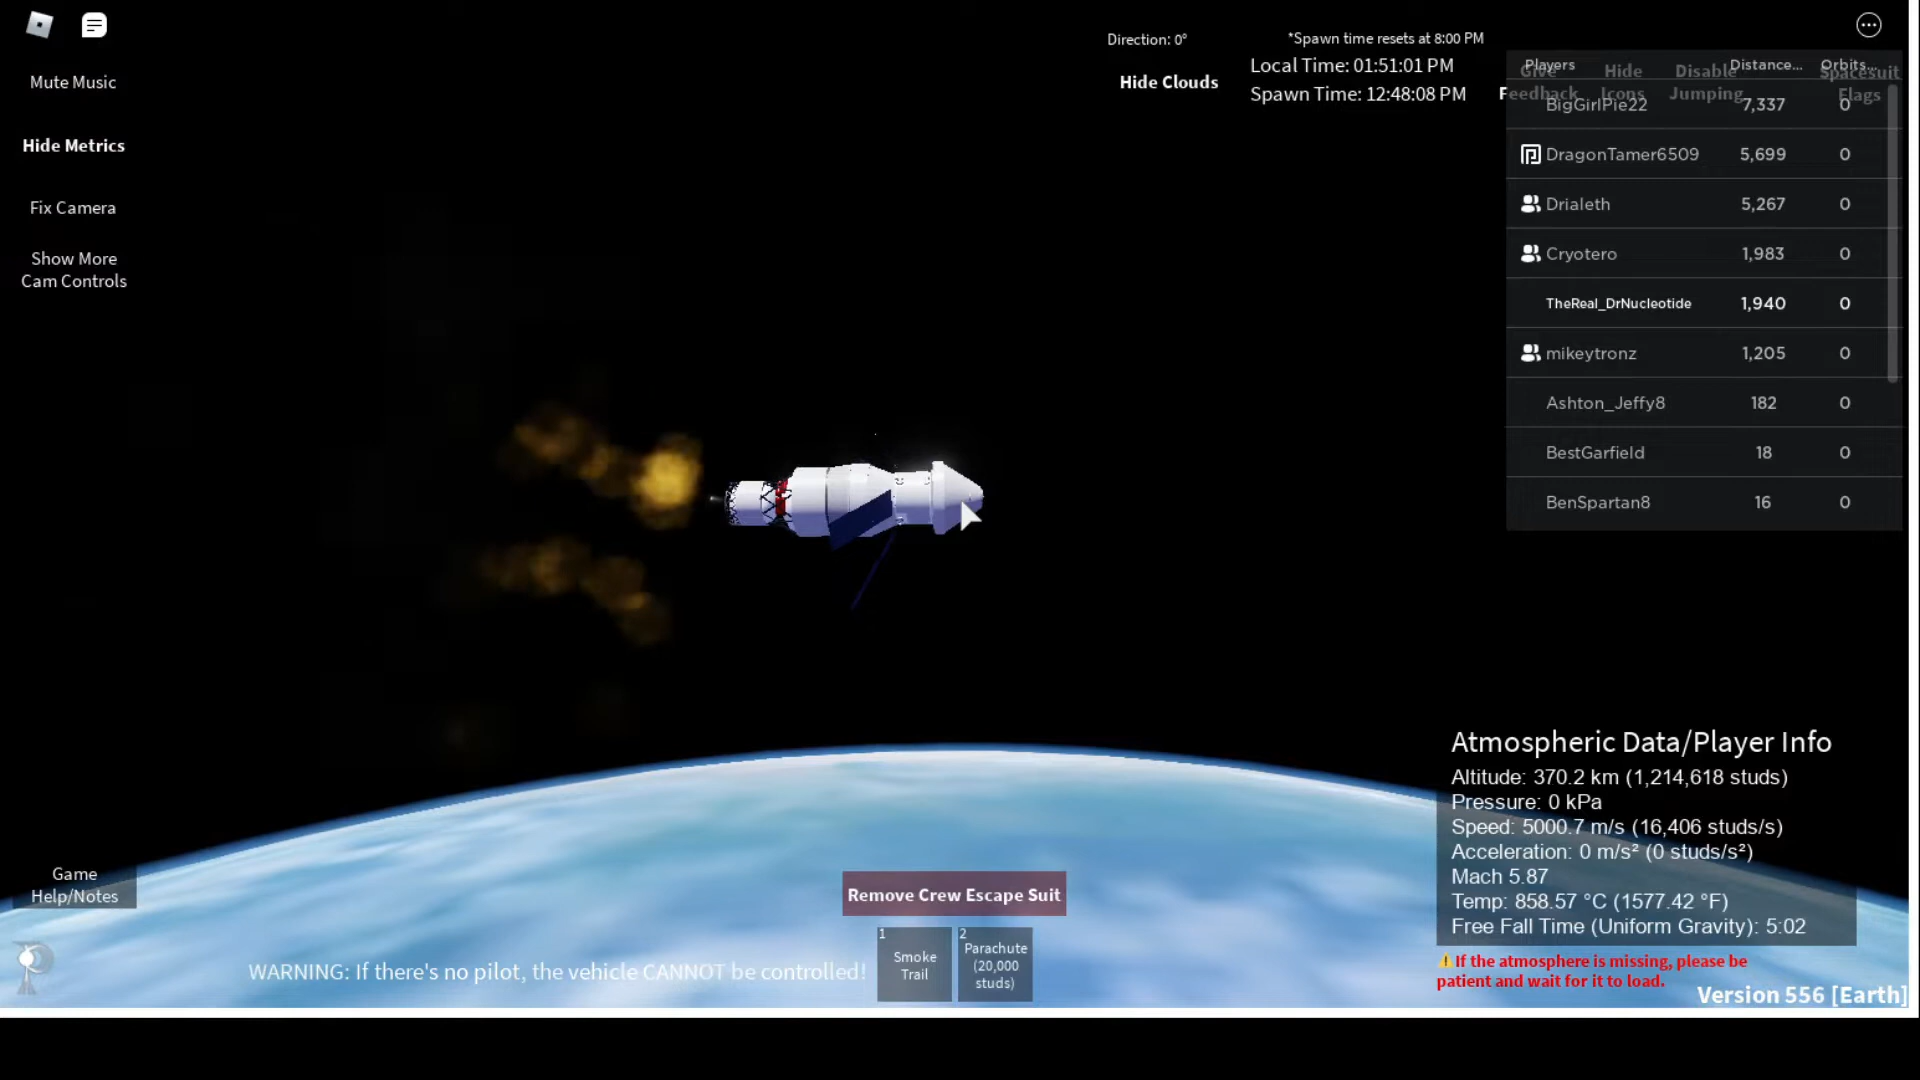 Mute Music
Hide Metrics
Fix Camera
Show More
Cam Controls
Direction: 0°
Hide Clouds
*Spawn time resets at 8:00 PM
Local Time: 01:51:01 PM
Spawn Time: 12:48:08 PM
Give
Feedback
Hide
Icons
Disable
Jumping
Spacesuit
Flags
Players Distance... Orbits...
BigGirlPie22 7,337 0
DragonTamer6509 5,699 0
Drialeth 5,267 0
Cryotero 1,983 0
TheReal_DrNucleotide 1,940 0
mikeytronz 1,205 0
Ashton_Jeffy8 182 0
BestGarfield 18 0
BenSpartan8 16 0
Atmospheric Data/Player Info
Altitude: 370.2 km (1,214,618 studs)
Pressure: 0 kPa
Speed: 5000.7 m/s (16,406 studs/s)
Acceleration: 0 m/s² (0 studs/s²)
Mach 5.87
Temp: 858.57 °C (1577.42 °F)
Free Fall Time (Uniform Gravity): 5:02
⚠️If the atmosphere is missing, please be
patient and wait for it to load.
Version 556 [Earth]
Game
Help/Notes
Remove Crew Escape Suit
WARNING: If there's no pilot, the vehicle CANNOT be controlled!
1
Smoke
Trail
2
Parachute
(20,000
studs)